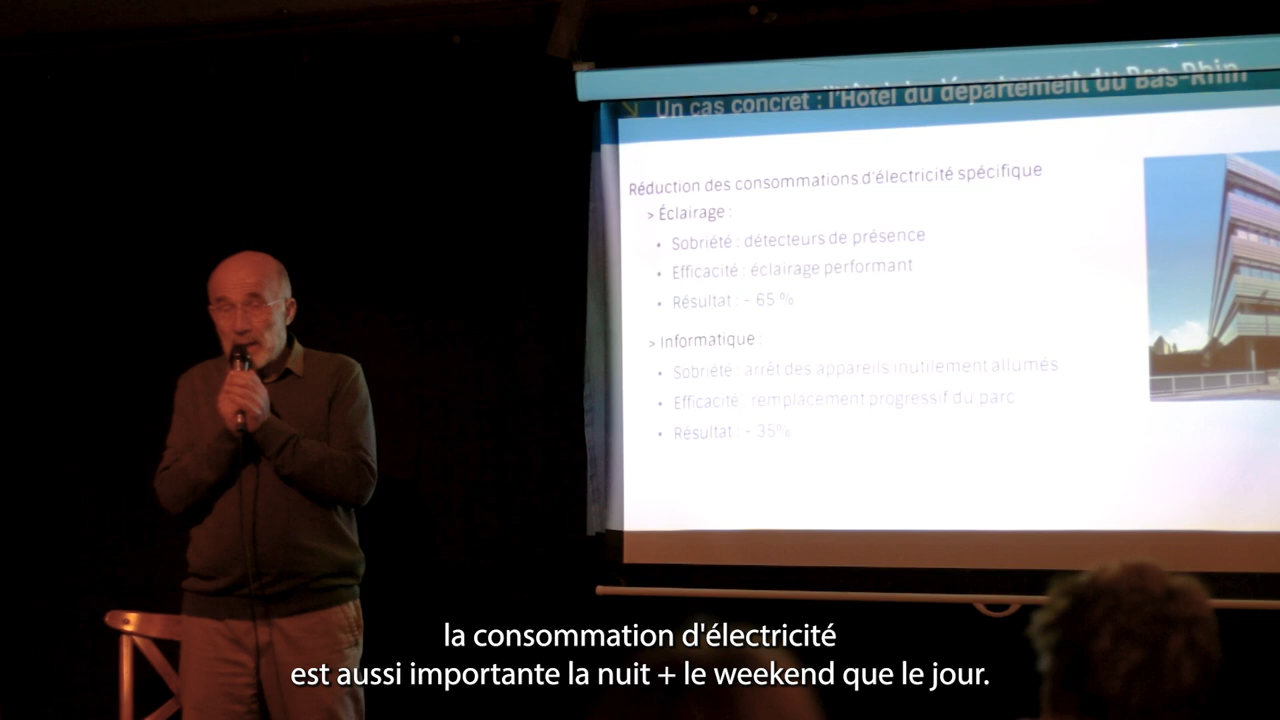 Un cas concret : l'Hôtel du département du Bas-Rhin
Réduction des consommations d'électricité spécifique
> Éclairage :
• Sobriété : détecteurs de présence
• Efficacité : éclairage performant
• Résultat : - 65 %
> Informatique :
• Sobriété : arrêt des appareils inutilement allumés
• Efficacité : remplacement progressif du parc
• Résultat : - 35%
la consommation d'électricité
est aussi importante la nuit + le weekend que le jour.